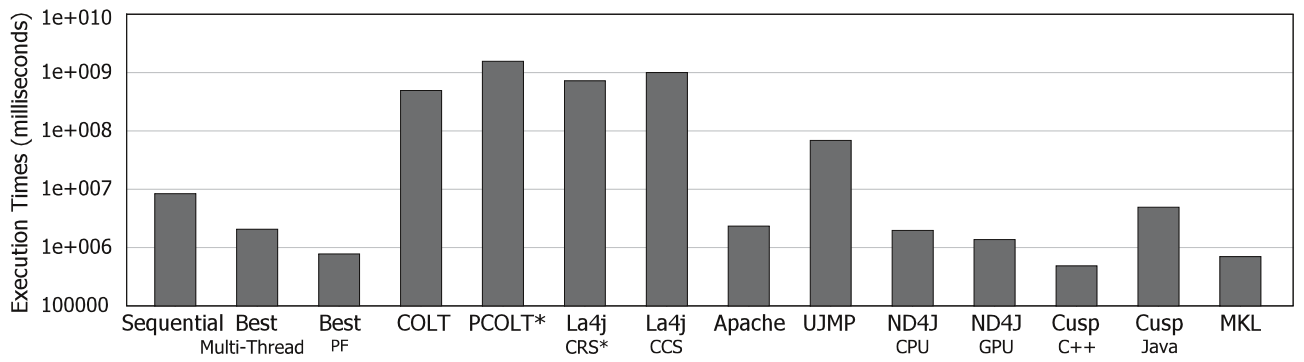 Execution Times (milliseconds)
1e+010
1e+009
1e+008
1e+007
1e+006
100000
Sequential Best Best COLT PCOLT* La4j La4j Apache UJMP ND4J ND4J Cusp Cusp MKL
Multi-Thread PF CRS* CCS CPU GPU C++ Java